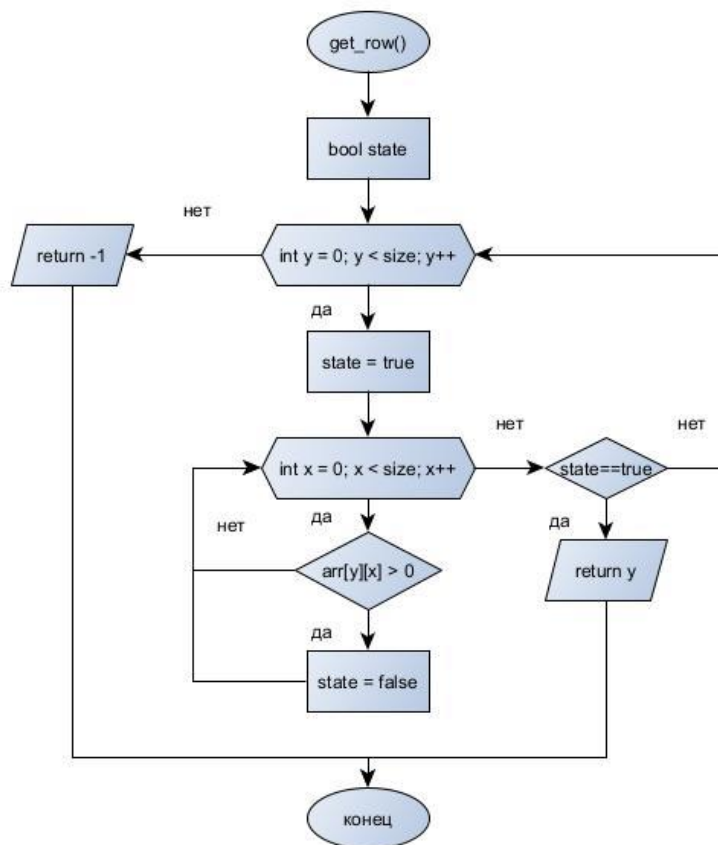 get_row()
bool state
нет
return -1
int y = 0; y < size; y++
да
state = true
int x = 0; x < size; x++
нет
state==true
нет
да
нет
arr[y][x] > 0
да
return y
да
state = false
конец